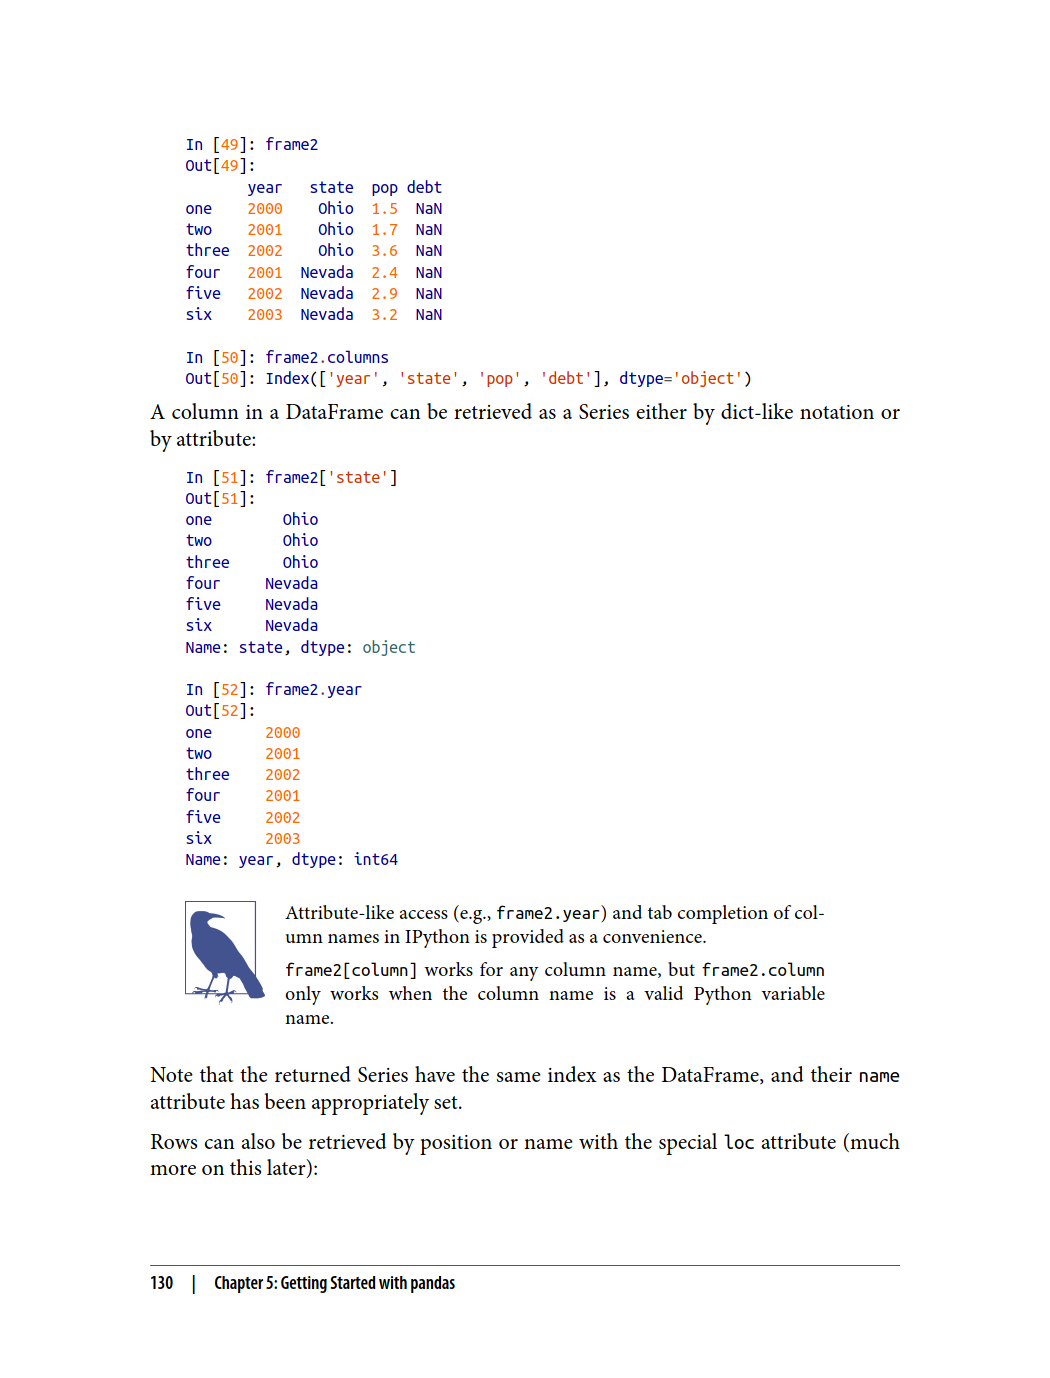 In [49]: frame2
Out[49]:
       year   state  pop debt
one    2000    Ohio  1.5  NaN
two    2001    Ohio  1.7  NaN
three  2002    Ohio  3.6  NaN
four   2001  Nevada  2.4  NaN
five   2002  Nevada  2.9  NaN
six    2003  Nevada  3.2  NaN
In [50]: frame2.columns
Out[50]: Index(['year', 'state', 'pop', 'debt'], dtype='object')
A column in a DataFrame can be retrieved as a Series either by dict-like notation or
by attribute:
In [51]: frame2['state']
Out[51]:
one        Ohio
two        Ohio
three      Ohio
four     Nevada
five     Nevada
six      Nevada
Name: state, dtype: object
In [52]: frame2.year
Out[52]:
one      2000
two      2001
three    2002
four     2001
five     2002
six      2003
Name: year, dtype: int64
Attribute-like access (e.g., frame2.year) and tab completion of col-
umn names in IPython is provided as a convenience.
frame2[column] works for any column name, but frame2.column
only works when the column name is a valid Python variable
name.
Note that the returned Series have the same index as the DataFrame, and their name
attribute has been appropriately set.
Rows can also be retrieved by position or name with the special loc attribute (much
more on this later):
130 | Chapter 5: Getting Started with pandas